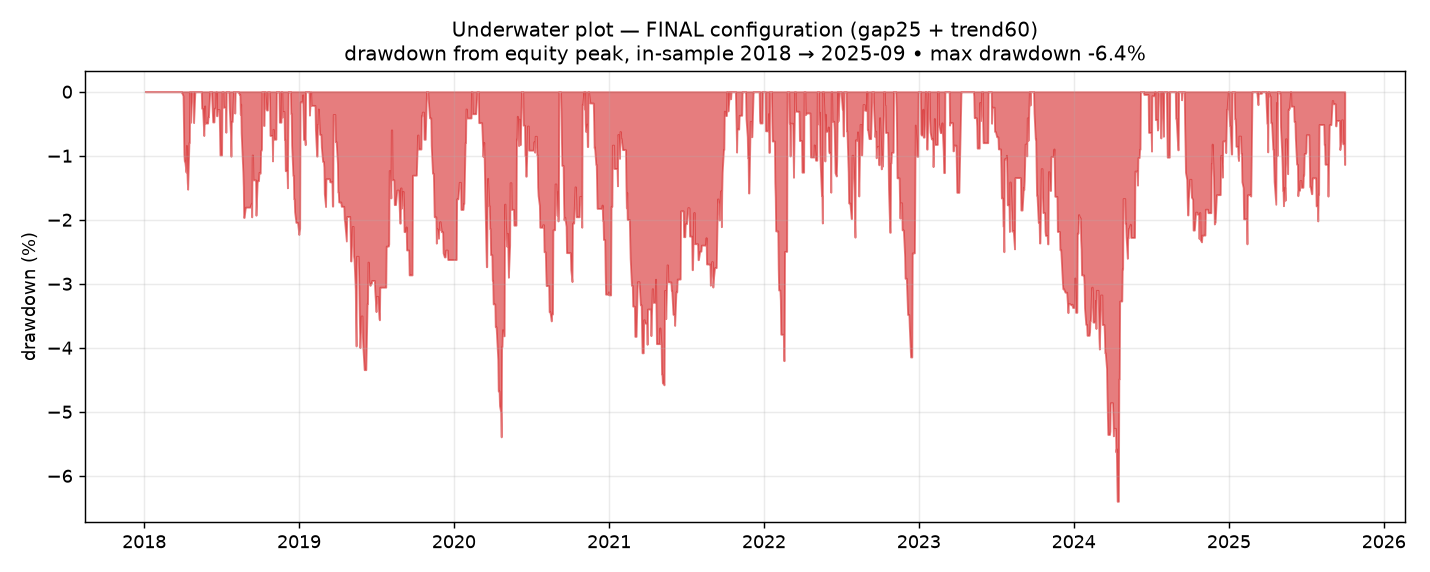 Underwater plot — FINAL configuration (gap25 + trend60)
drawdown from equity peak, in-sample 2018 → 2025-09 • max drawdown -6.4%
drawdown (%)
0
−1
−2
−3
−4
−5
−6
2018 2019 2020 2021 2022 2023 2024 2025 2026